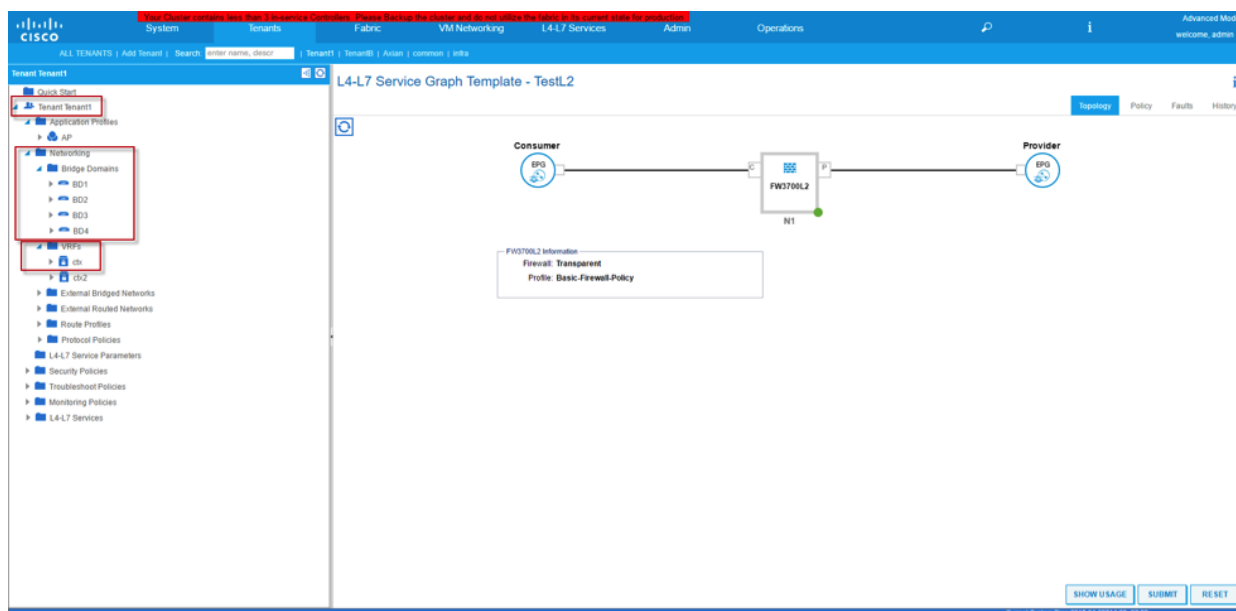 Your Cluster contains less than 3 in-service Controllers. Please Backup the cluster and do not utilize the fabric in its current state for production.
CISCO
System Tenants Fabric VM Networking L4-L7 Services Admin Operations i
Advanced Mod
welcome, admin
ALL TENANTS | Add Tenant | Search: enter name, descr | Tenant1 | TenantB | Axian | common | infra
Tenant Tenant1
Quick Start
Tenant Tenant1
Application Profiles
AP
Networking
Bridge Domains
BD1
BD2
BD3
BD4
VRFs
ctx
ctx2
External Bridged Networks
External Routed Networks
Route Profiles
Protocol Policies
L4-L7 Service Parameters
Security Policies
Troubleshoot Policies
Monitoring Policies
L4-L7 Services
L4-L7 Service Graph Template - TestL2
i
Topology Policy Faults History
Consumer
EPG
C
FW3700L2
P
N1
Provider
EPG
FW3700L2 Information
Firewall: Transparent
Profile: Basic-Firewall-Policy
SHOW USAGE SUBMIT RESET